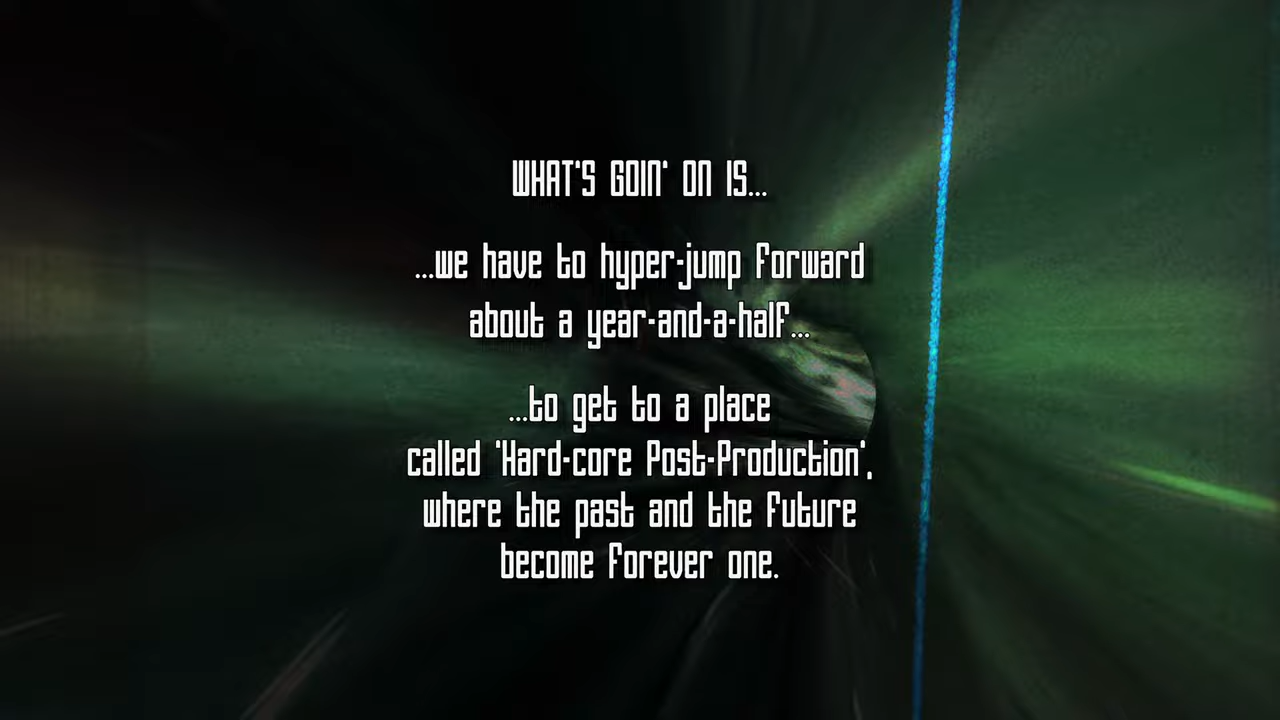 WHAT'S GOIN' ON IS...
...we have to hyper-jump forward
about a year-and-a-half...
...to get to a place
called 'Hard-core Post-Production',
where the past and the future
become forever one.